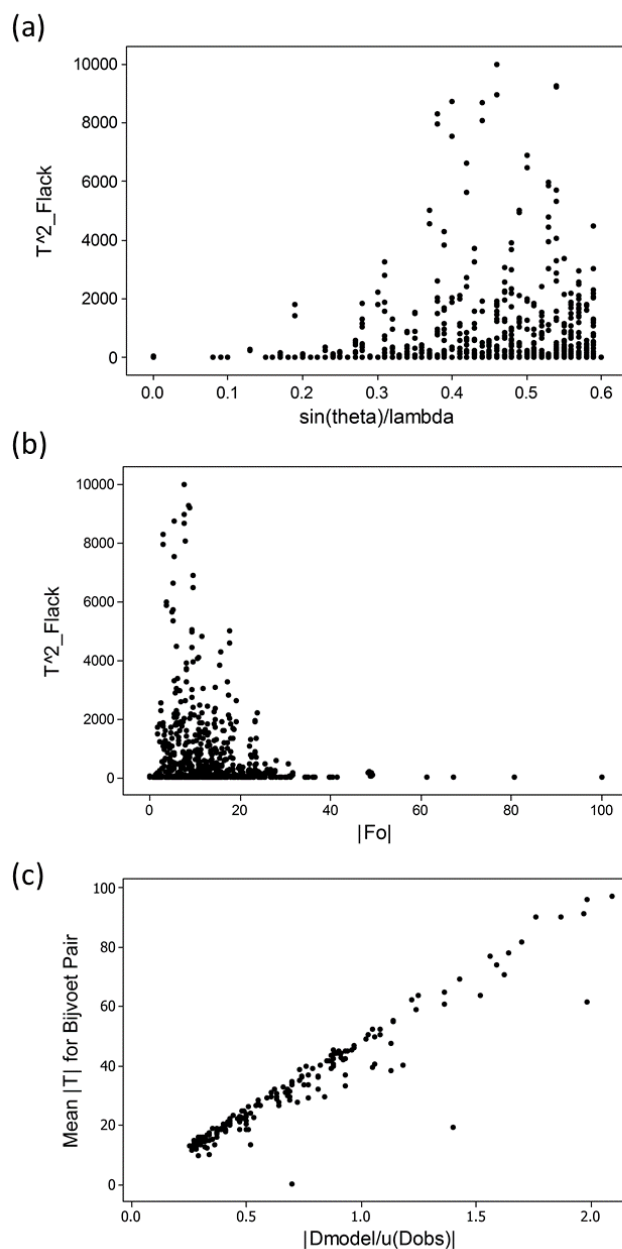 (a)
10000
8000
6000
4000
2000
0
T^2_Flack
0.0 0.1 0.2 0.3 0.4 0.5 0.6
sin(theta)/lambda
(b)
10000
8000
6000
4000
2000
0
T^2_Flack
0 20 40 60 80 100
|Fo|
(c)
100
80
60
40
20
0
Mean |T| for Bijvoet Pair
0.0 0.5 1.0 1.5 2.0
|Dmodel/u(Dobs)|